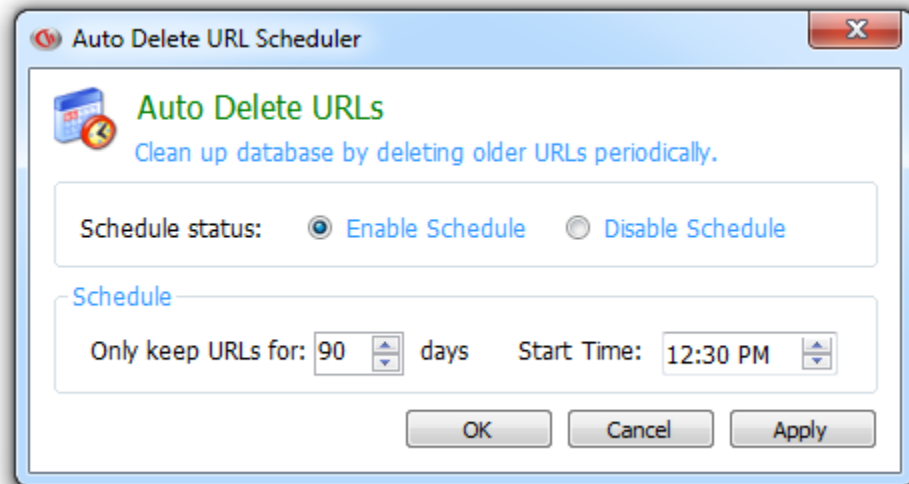 Auto Delete URL Scheduler
Auto Delete URLs
Clean up database by deleting older URLs periodically.
Schedule status: Enable Schedule Disable Schedule
Schedule
Only keep URLs for: 90 days Start Time: 12:30 PM
OK Cancel Apply